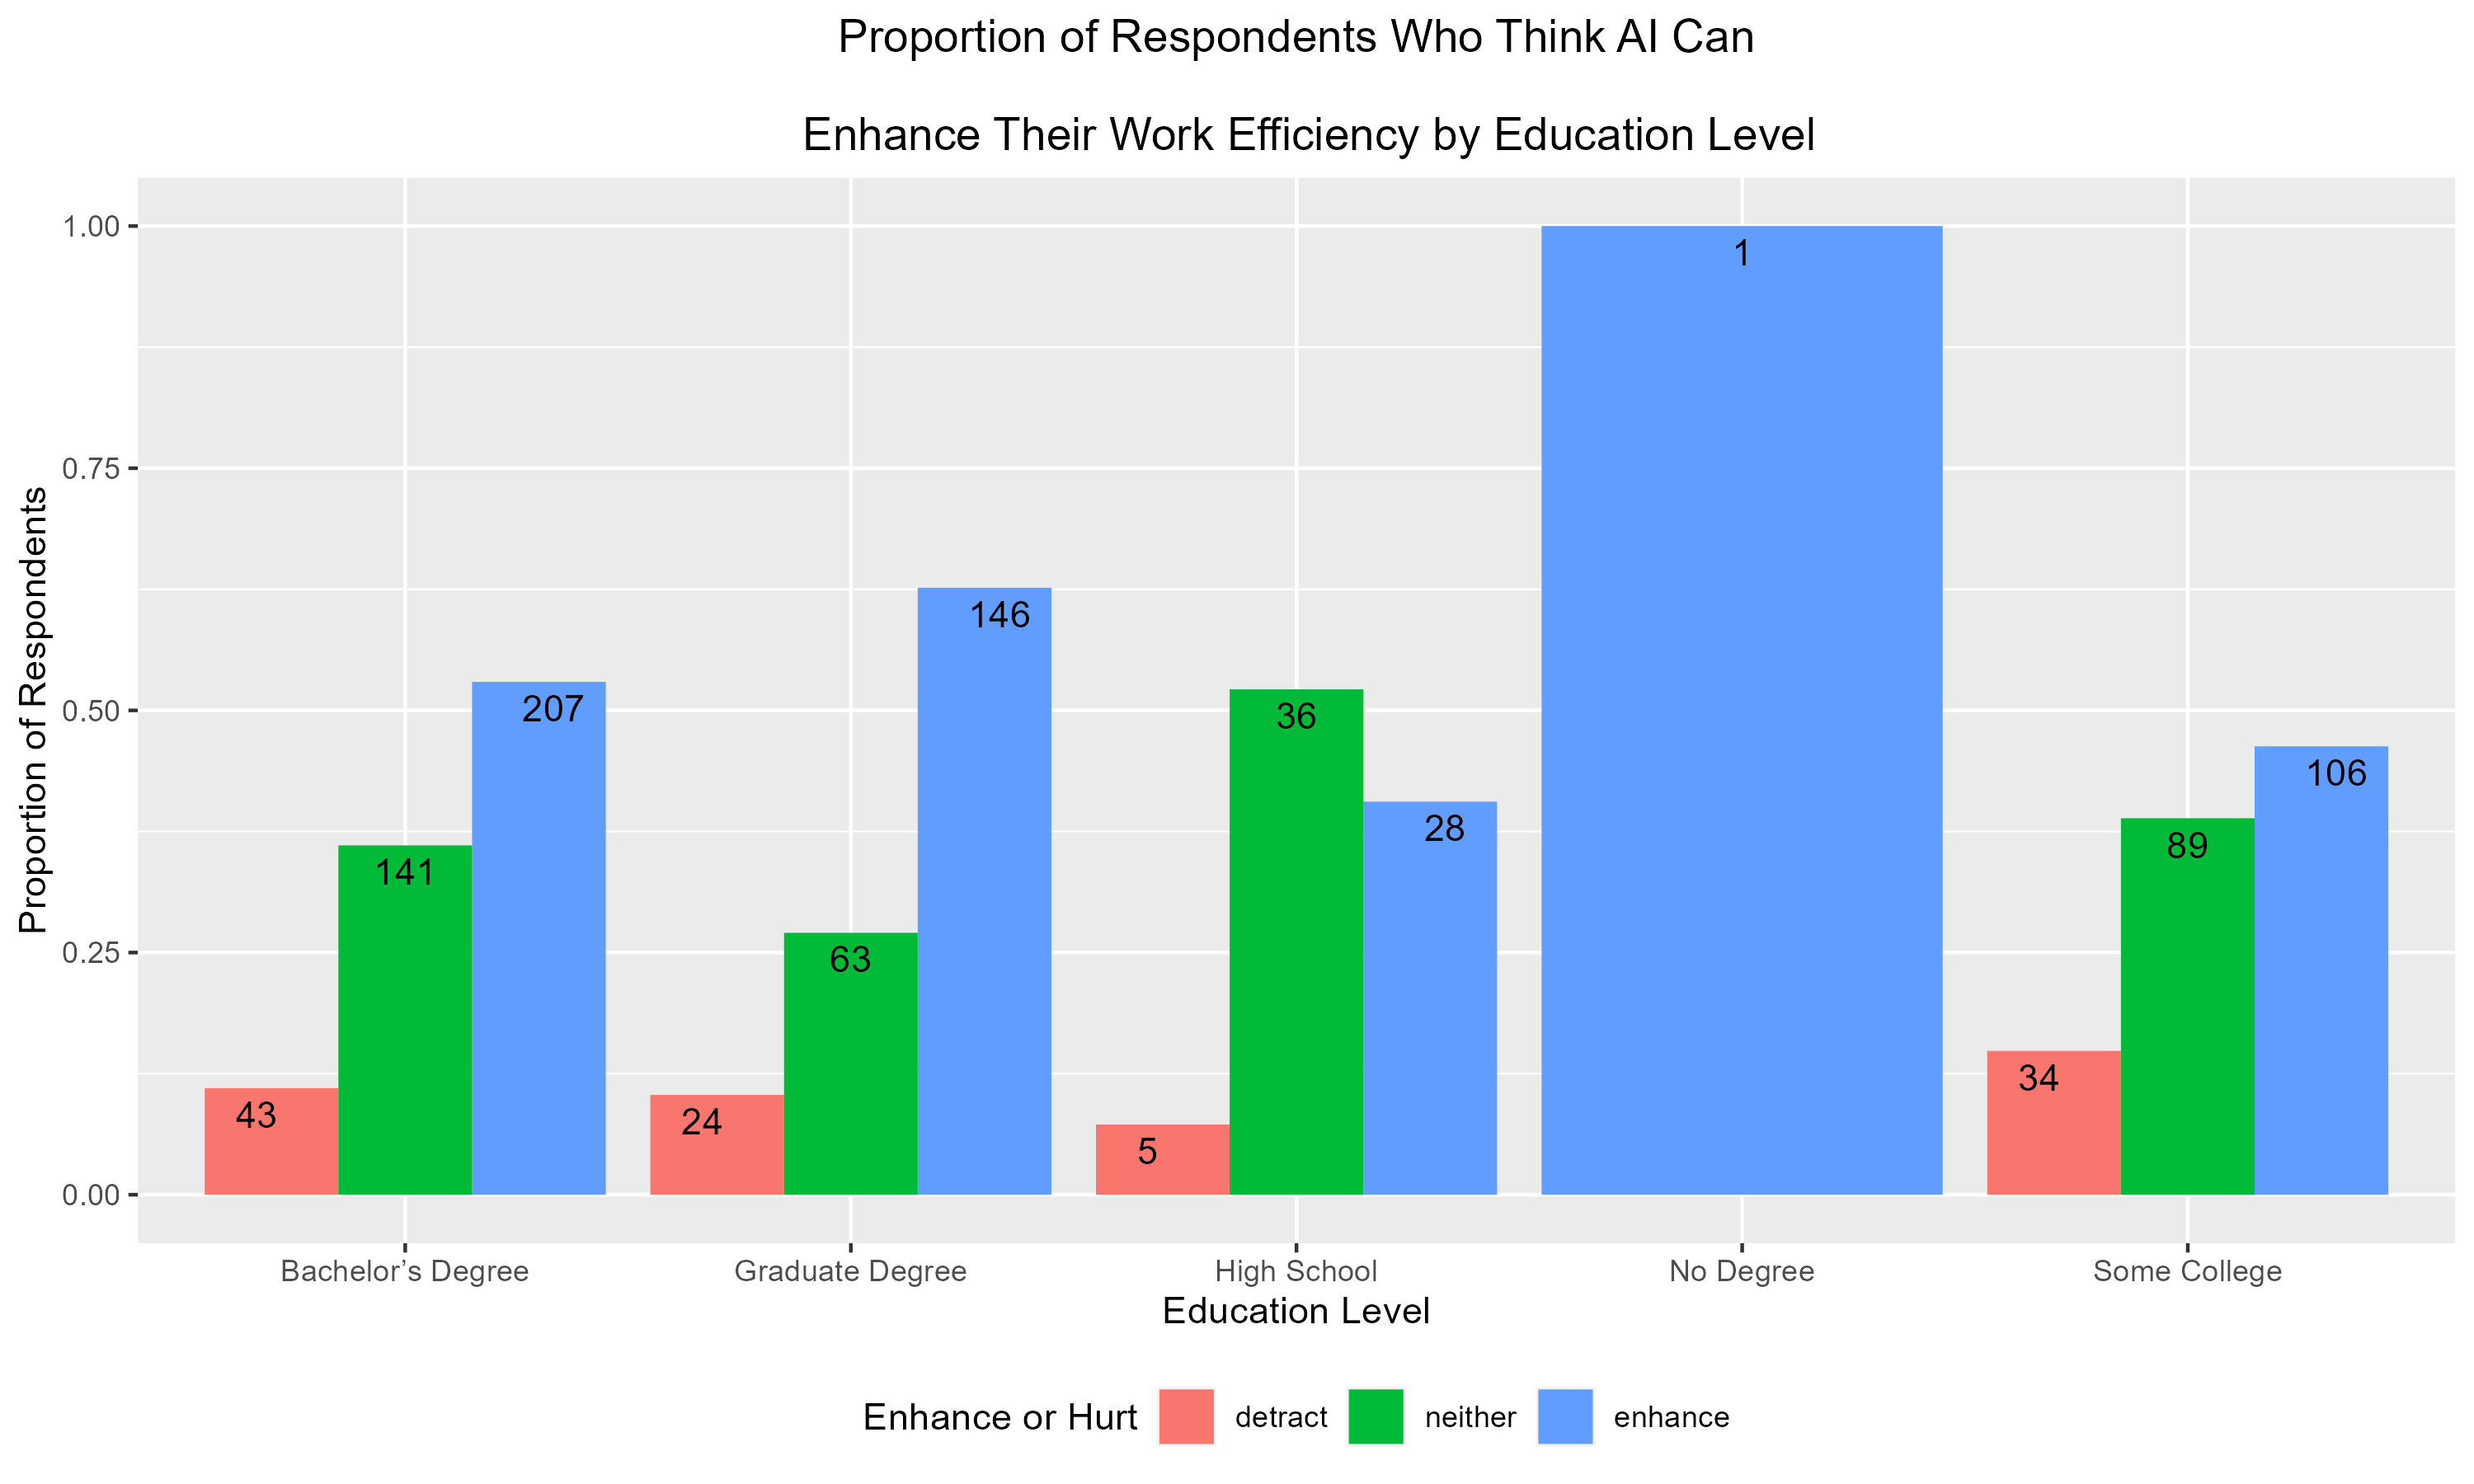 Proportion of Respondents Who Think AI Can
Enhance Their Work Efficiency by Education Level
Proportion of Respondents
1.00
0.75
0.50
0.25
0.00
43
141
207
24
63
146
5
36
28
1
34
89
106
Bachelor’s Degree
Graduate Degree
High School
No Degree
Some College
Education Level
Enhance or Hurt
detract
neither
enhance